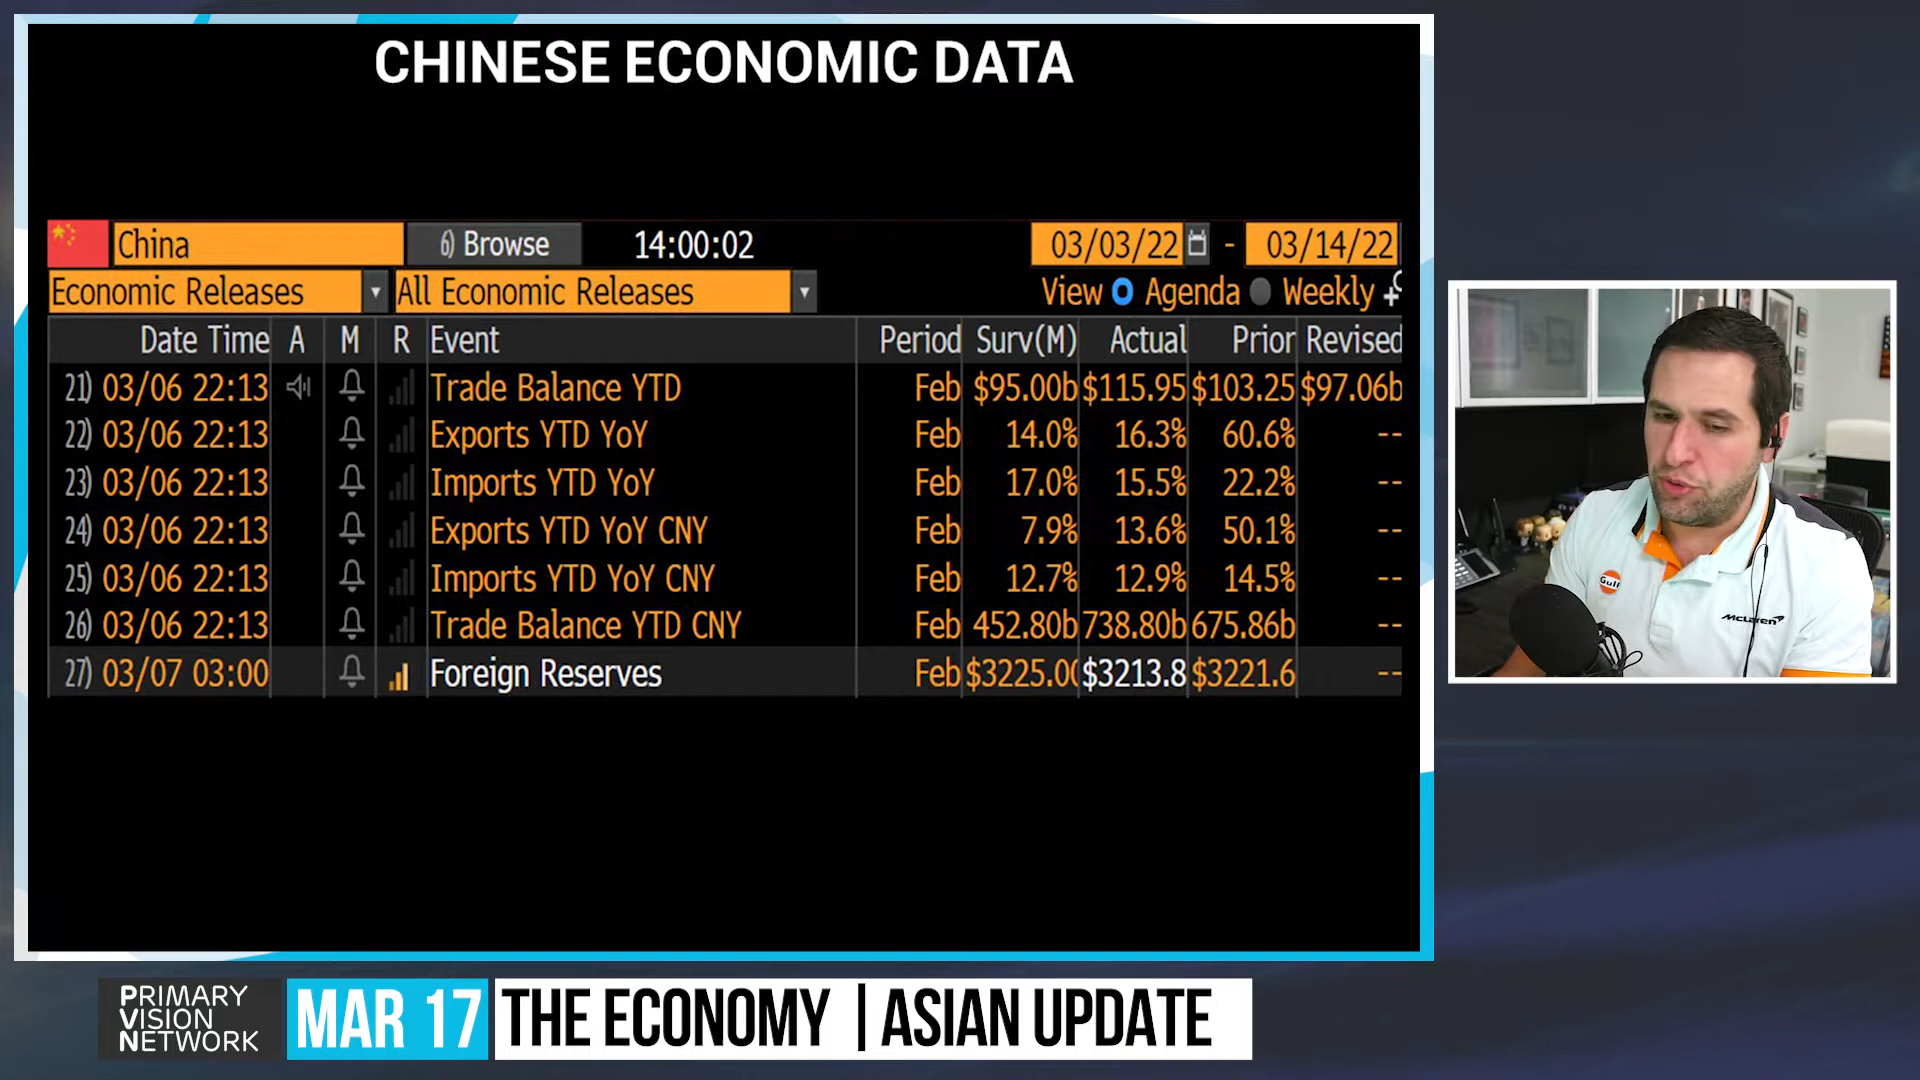 CHINESE ECONOMIC DATA
China 6) Browse 14:00:02 03/03/22 - 03/14/22
Economic Releases All Economic Releases View Agenda Weekly
Date Time A M R Event Period Surv(M) Actual Prior Revised
21) 03/06 22:13 Trade Balance YTD Feb $95.00b $115.95 $103.25 $97.06b
22) 03/06 22:13 Exports YTD YoY Feb 14.0% 16.3% 60.6% --
23) 03/06 22:13 Imports YTD YoY Feb 17.0% 15.5% 22.2% --
24) 03/06 22:13 Exports YTD YoY CNY Feb 7.9% 13.6% 50.1% --
25) 03/06 22:13 Imports YTD YoY CNY Feb 12.7% 12.9% 14.5% --
26) 03/06 22:13 Trade Balance YTD CNY Feb 452.80b 738.80b 675.86b --
27) 03/07 03:00 Foreign Reserves Feb $3225.0 $3213.8 $3221.6 --
Gulf
McLaren
PRIMARY
VISION
NETWORK
MAR 17 THE ECONOMY | ASIAN UPDATE